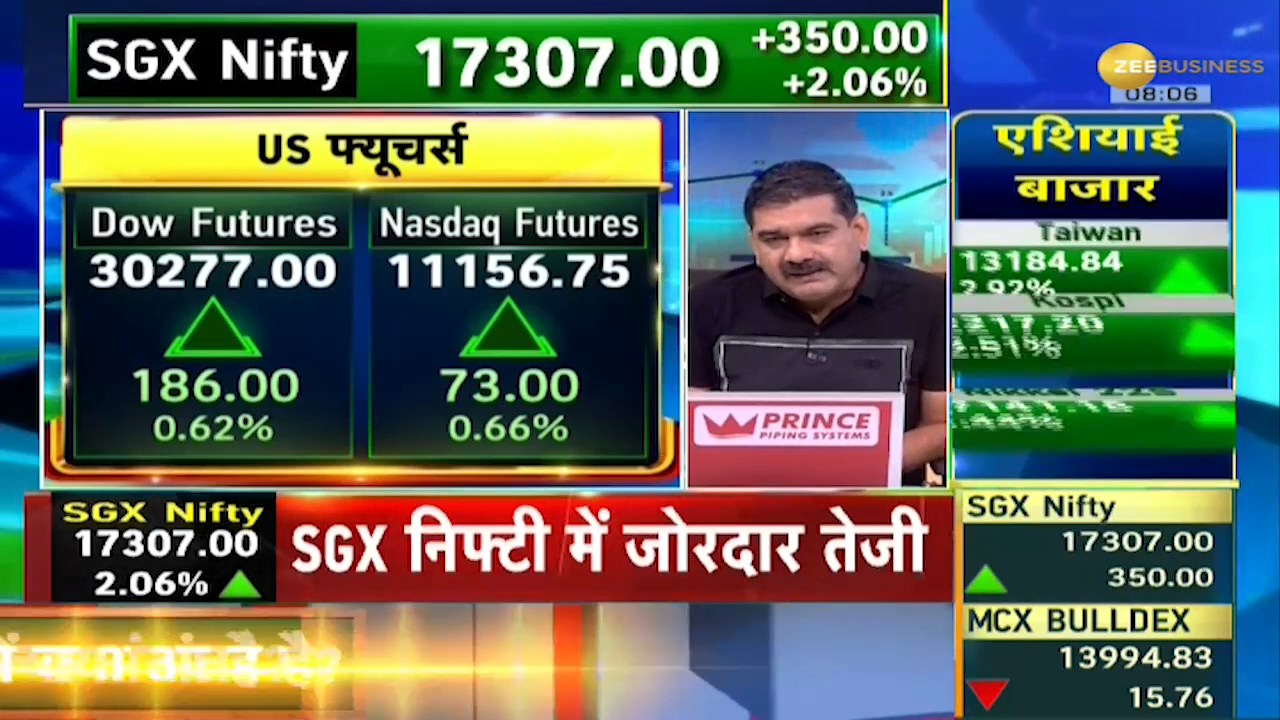 SGX Nifty 17307.00 +350.00
+2.06%
ZEEBUSINESS
08:06
US फ्यूचर्स
Dow Futures
30277.00
186.00
0.62%
Nasdaq Futures
11156.75
73.00
0.66%
PRINCE
PIPING SYSTEMS
एशियाई
बाजार
Taiwan
13184.84
2.92%
Kospi
SGX Nifty
17307.00
2.06%
SGX निफ्टी में जोरदार तेजी
SGX Nifty
17307.00
350.00
MCX BULLDEX
13994.83
15.76